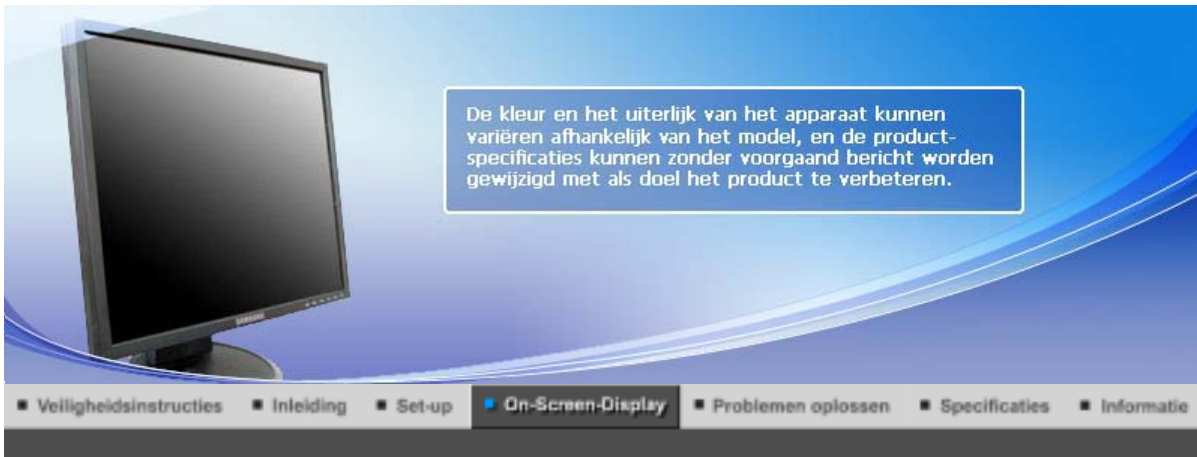 De kleur en het uiterlijk van het apparaat kunnen
variëren afhankelijk van het model, en de product-
specificaties kunnen zonder voorgaand bericht worden
gewijzigd met als doel het product te verbeteren.
SAMSUNG
Veiligheidsinstructies Inleiding Set-up On-Screen-Display Problemen oplossen Specificaties Informatie